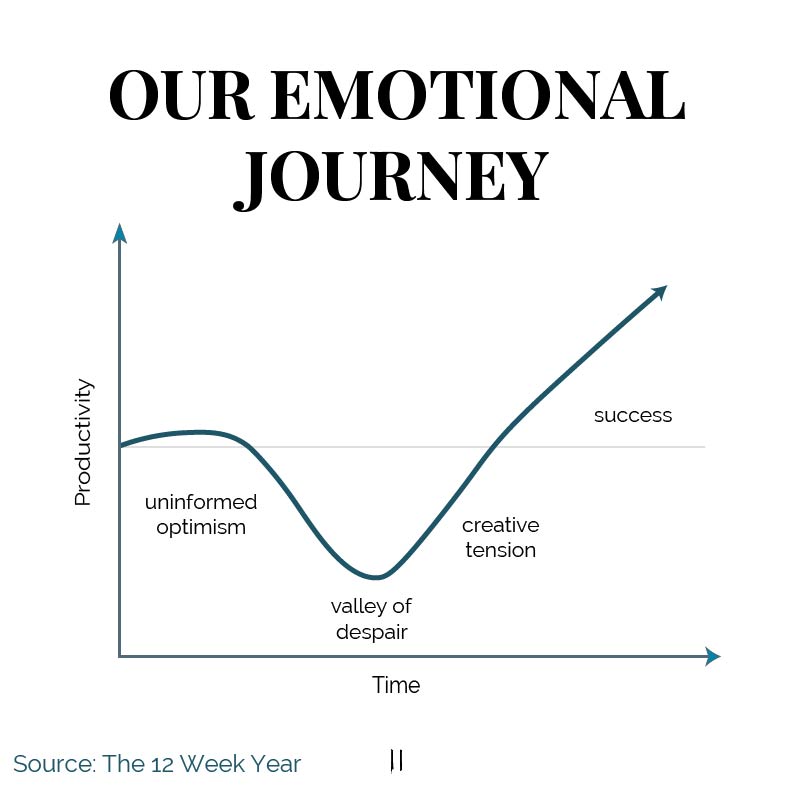 OUR EMOTIONAL
JOURNEY
Productivity
success
uninformed
optimism
creative
tension
valley of
despair
Time
Source: The 12 Week Year